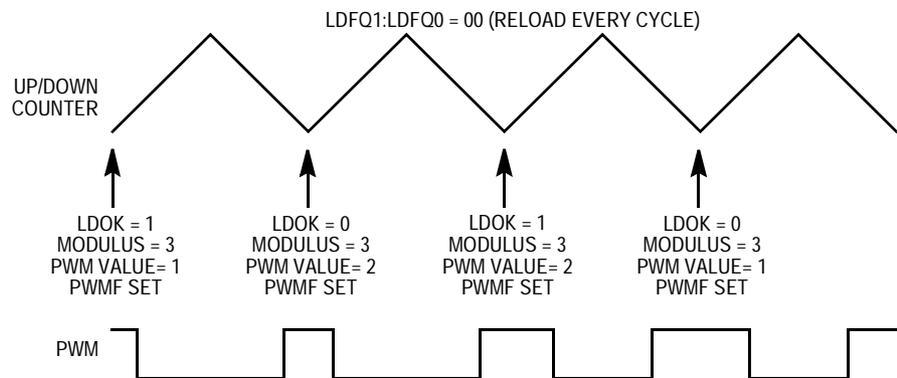 LDFQ1:LDFQ0 = 00 (RELOAD EVERY CYCLE)
UP/DOWN
COUNTER
LDOK = 1
MODULUS = 3
PWM VALUE= 1
PWMF SET
LDOK = 0
MODULUS = 3
PWM VALUE= 2
PWMF SET
LDOK = 1
MODULUS = 3
PWM VALUE= 2
PWMF SET
LDOK = 0
MODULUS = 3
PWM VALUE= 1
PWMF SET
PWM